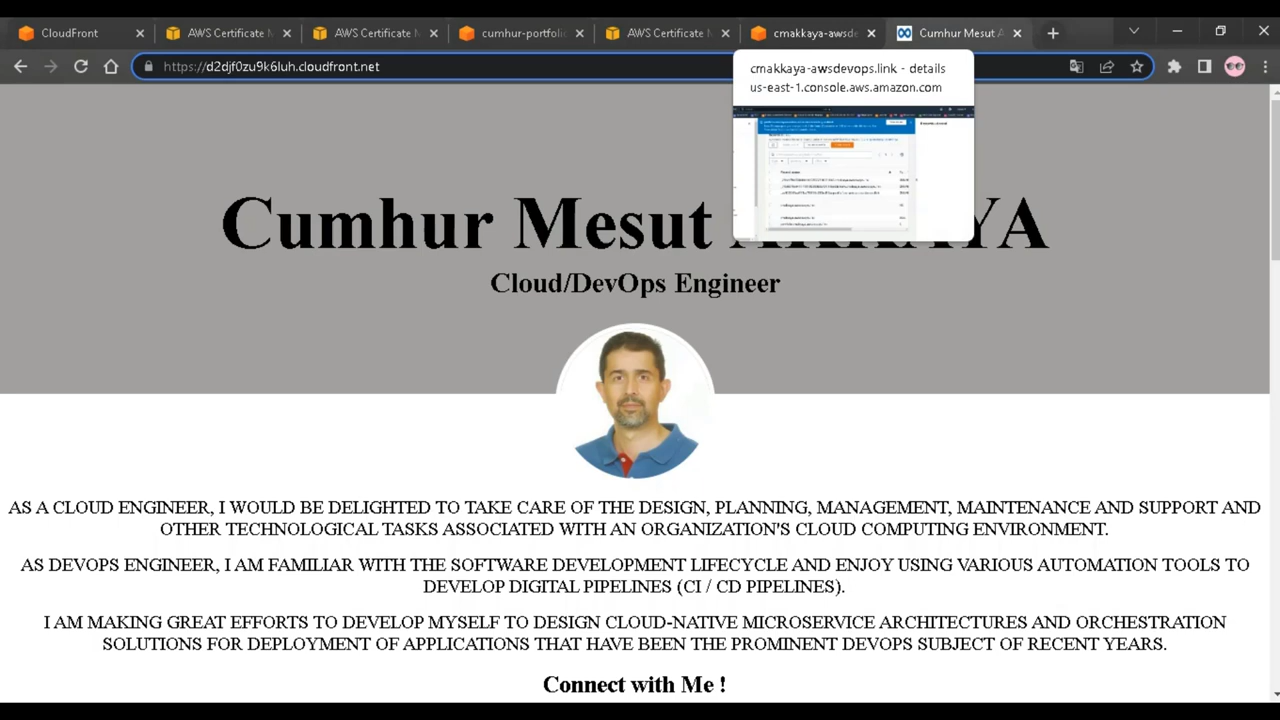 CloudFront
AWS Certificate M
AWS Certificate M
cumhur-portfolio
AWS Certificate M
cmakkaya-awsde
Cumhur Mesut A
https://d2djf0zu9k6luh.cloudfront.net
cmakkaya-awsdevops.link - details
us-east-1.console.aws.amazon.com
Cumhur Mesut
YA
Cloud/DevOps Engineer
AS A CLOUD ENGINEER, I WOULD BE DELIGHTED TO TAKE CARE OF THE DESIGN, PLANNING, MANAGEMENT, MAINTENANCE AND SUPPORT AND
OTHER TECHNOLOGICAL TASKS ASSOCIATED WITH AN ORGANIZATION'S CLOUD COMPUTING ENVIRONMENT.
AS DEVOPS ENGINEER, I AM FAMILIAR WITH THE SOFTWARE DEVELOPMENT LIFECYCLE AND ENJOY USING VARIOUS AUTOMATION TOOLS TO
DEVELOP DIGITAL PIPELINES (CI / CD PIPELINES).
I AM MAKING GREAT EFFORTS TO DEVELOP MYSELF TO DESIGN CLOUD-NATIVE MICROSERVICE ARCHITECTURES AND ORCHESTRATION
SOLUTIONS FOR DEPLOYMENT OF APPLICATIONS THAT HAVE BEEN THE PROMINENT DEVOPS SUBJECT OF RECENT YEARS.
Connect with Me !